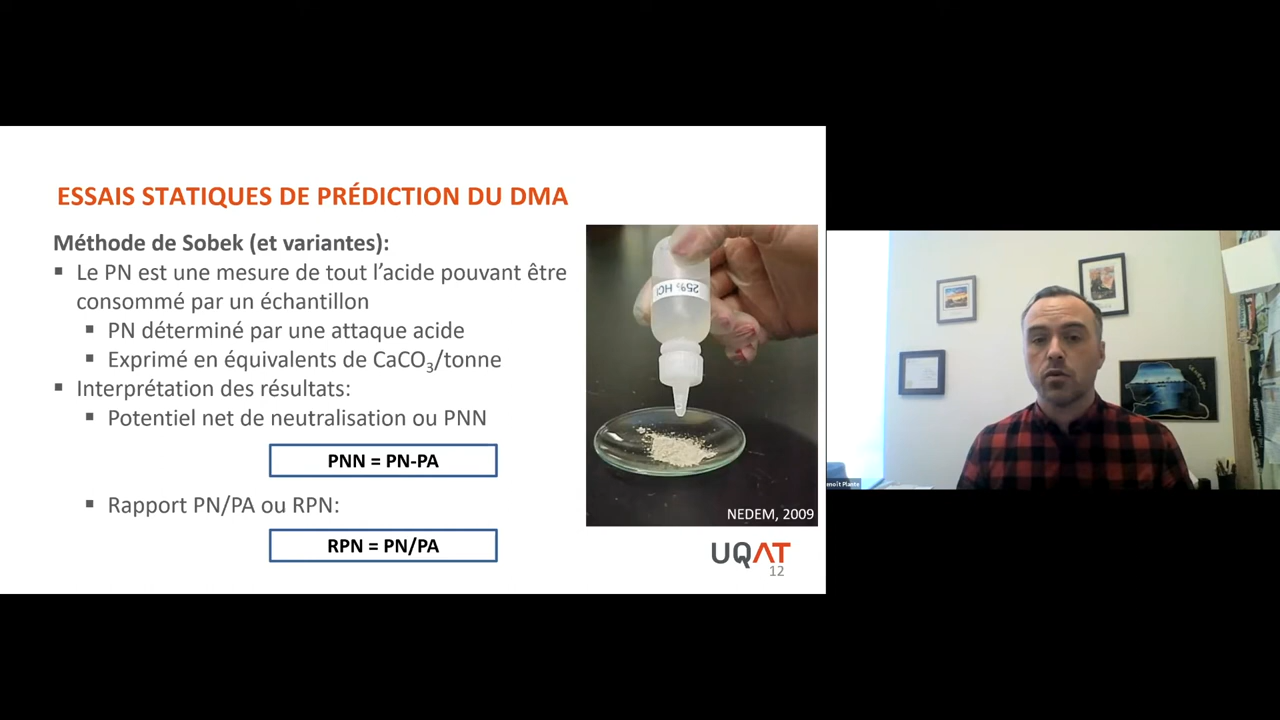 ESSAIS STATIQUES DE PRÉDICTION DU DMA
Méthode de Sobek (et variantes):
▪ Le PN est une mesure de tout l'acide pouvant être
consommé par un échantillon
▪ PN déterminé par une attaque acide
▪ Exprimé en équivalents de CaCO₃/tonne
▪ Interprétation des résultats:
▪ Potentiel net de neutralisation ou PNN
PNN = PN-PA
▪ Rapport PN/PA ou RPN:
RPN = PN/PA
25% HCl
NEDEM, 2009
UQAT
12
enoît Plante